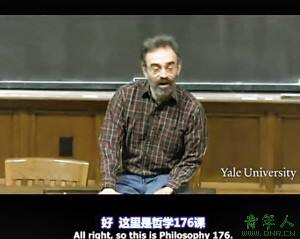 Yale University
好 这里是哲学176课
All right, so this is Philosophy 176.
青年人
WWW.QNR.CN